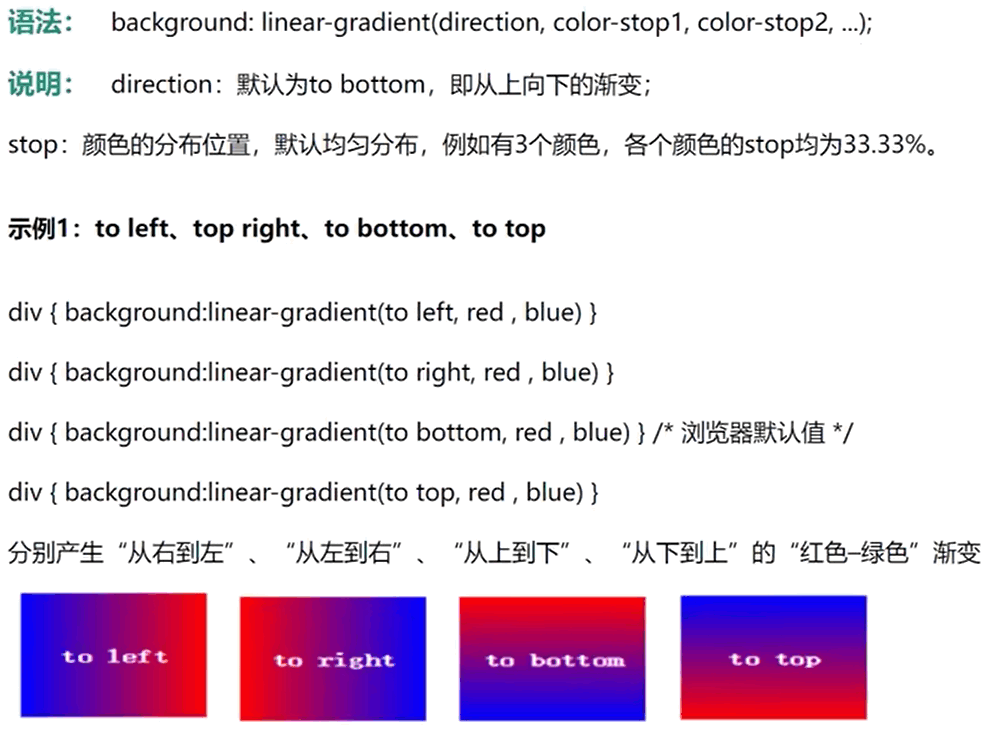 语法： background: linear-gradient(direction, color-stop1, color-stop2, ...);
说明： direction：默认为to bottom，即从上向下的渐变；
stop：颜色的分布位置，默认均匀分布，例如有3个颜色，各个颜色的stop均为33.33%。
示例1：to left、top right、to bottom、to top
div { background:linear-gradient(to left, red , blue) }
div { background:linear-gradient(to right, red , blue) }
div { background:linear-gradient(to bottom, red , blue) } /* 浏览器默认值 */
div { background:linear-gradient(to top, red , blue) }
分别产生“从右到左”、“从左到右”、“从上到下”、“从下到上”的“红色–绿色”渐变
to left to right to bottom to top